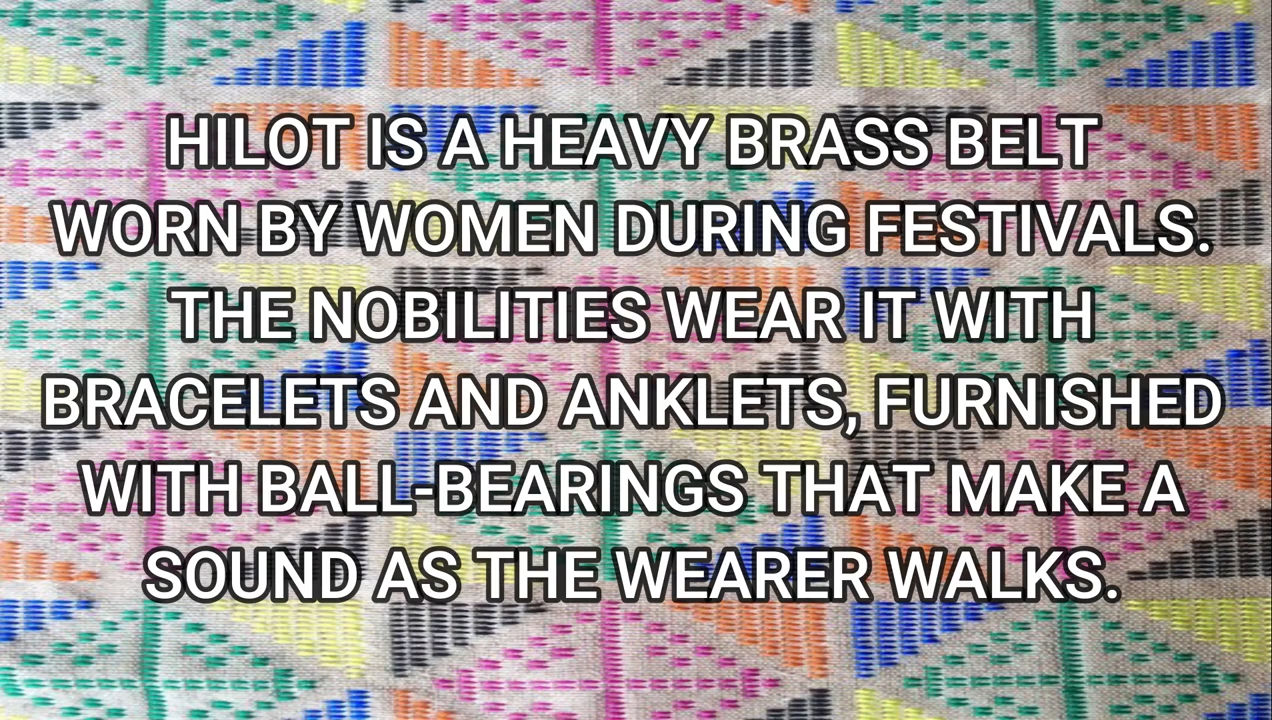 HILOT IS A HEAVY BRASS BELT
WORN BY WOMEN DURING FESTIVALS.
THE NOBILITIES WEAR IT WITH
BRACELETS AND ANKLETS, FURNISHED
WITH BALL-BEARINGS THAT MAKE A
SOUND AS THE WEARER WALKS.